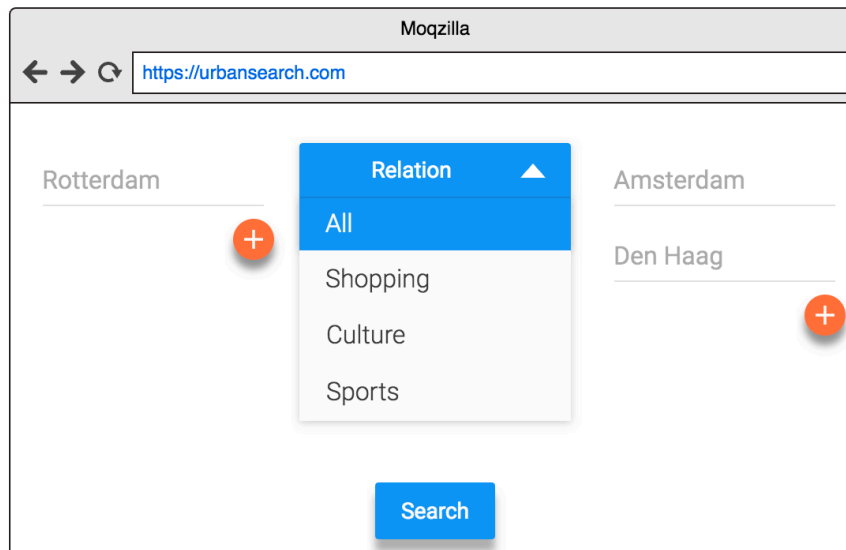 Moqzilla
https://urbansearch.com
Rotterdam
Relation
Amsterdam
All
Den Haag
Shopping
Culture
Sports
Search